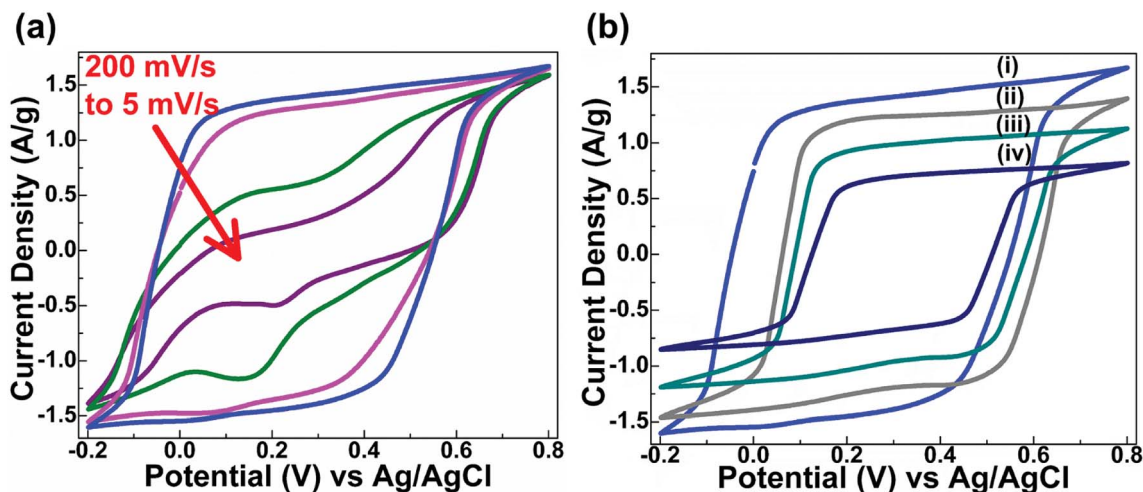 (a)
200 mV/s
to 5 mV/s
Current Density (A/g)
1.5
1.0
0.5
0.0
-0.5
-1.0
-1.5
-0.2 0.0 0.2 0.4 0.6 0.8
Potential (V) vs Ag/AgCl
(b)
(i)
(ii)
(iii)
(iv)
Current Density (A/g)
1.5
1.0
0.5
0.0
-0.5
-1.0
-1.5
-0.2 0.0 0.2 0.4 0.6 0.8
Potential (V) vs Ag/AgCl